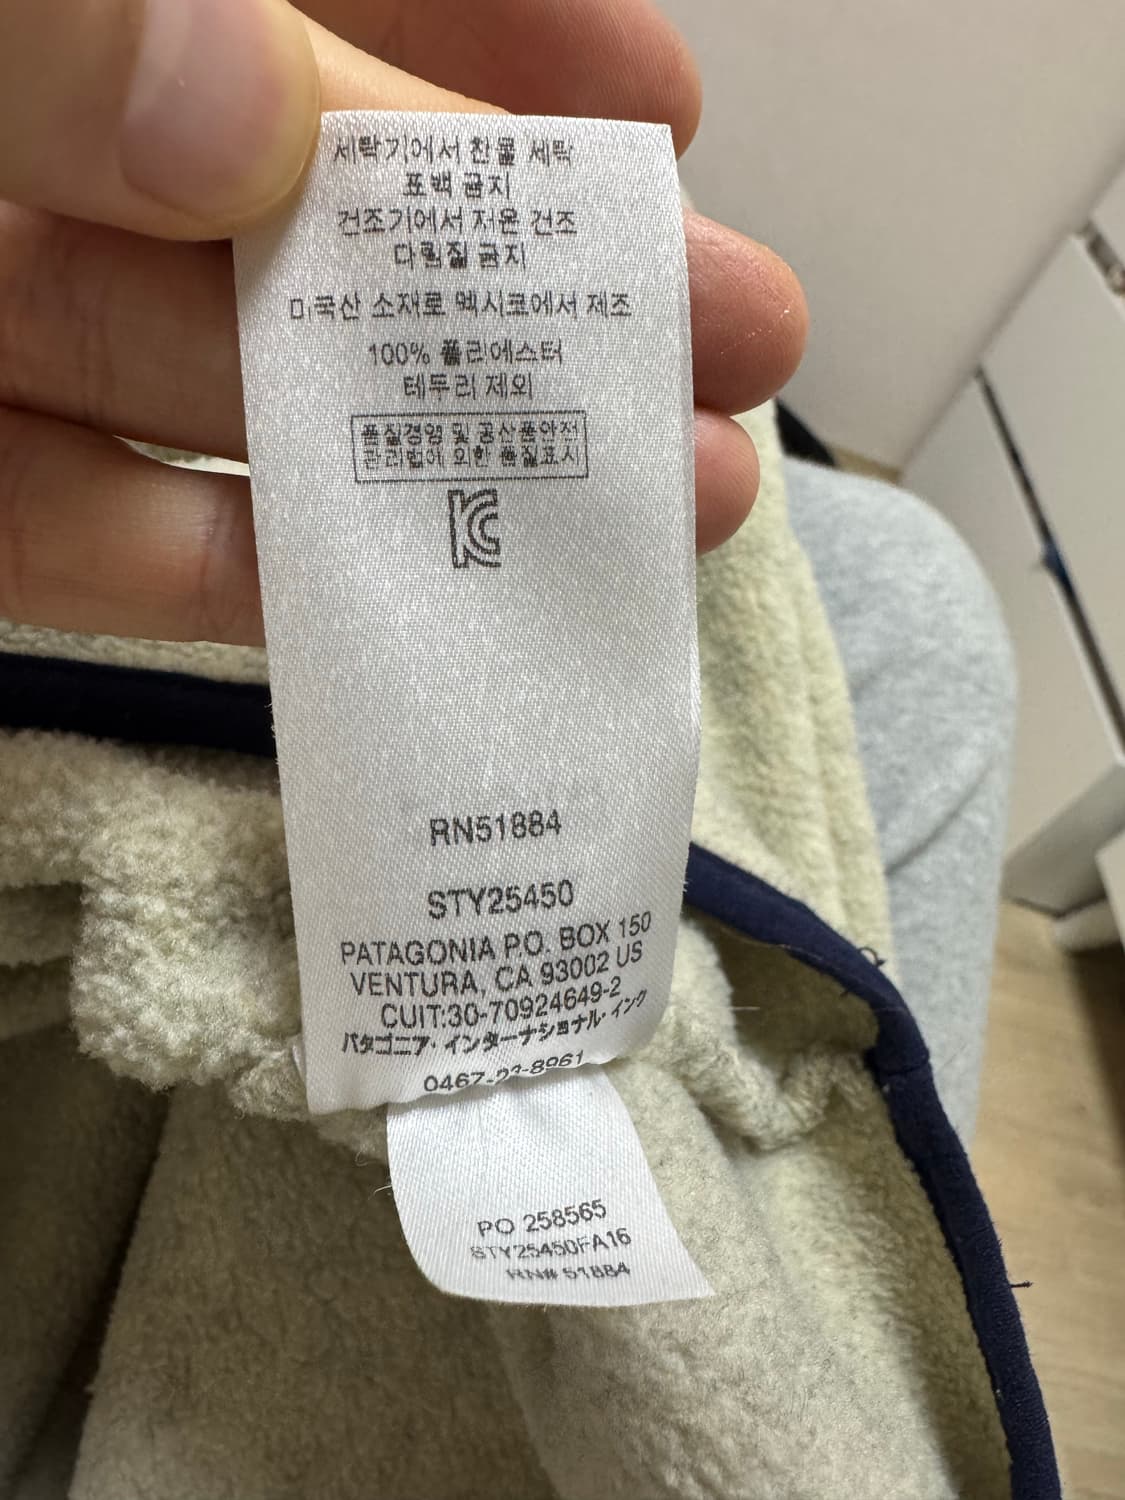 세탁기에서 찬물 세탁
표백 금지
건조기에서 저온 건조
다림질 금지
미국산 소재로 멕시코에서 제조
100% 폴리에스터
테두리 제외
품질경영 및 공산품안전
관리법에 의한 품질표시
KC
RN51884
STY25450
PATAGONIA P.O. BOX 150
VENTURA, CA 93002 US
CUIT:30-70924649-2
パタゴニア・インターナショナル・インク
0467-23-8961
PO 258565
STY25450FA16
RN# 51884